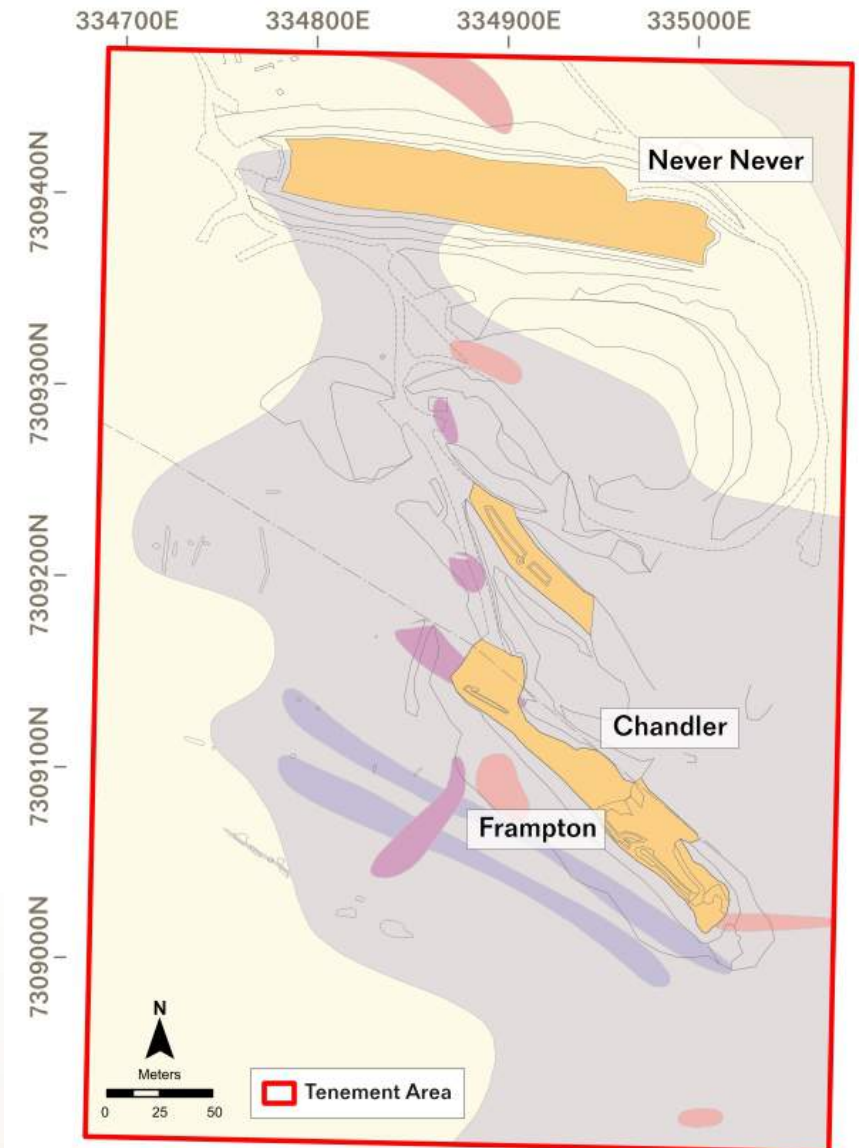 334700E 334800E 334900E 335000E
7309400N
7309300N
7309200N
7309100N
7309000N
Never Never
Chandler
Frampton
N
Meters
0 25 50
Tenement Area